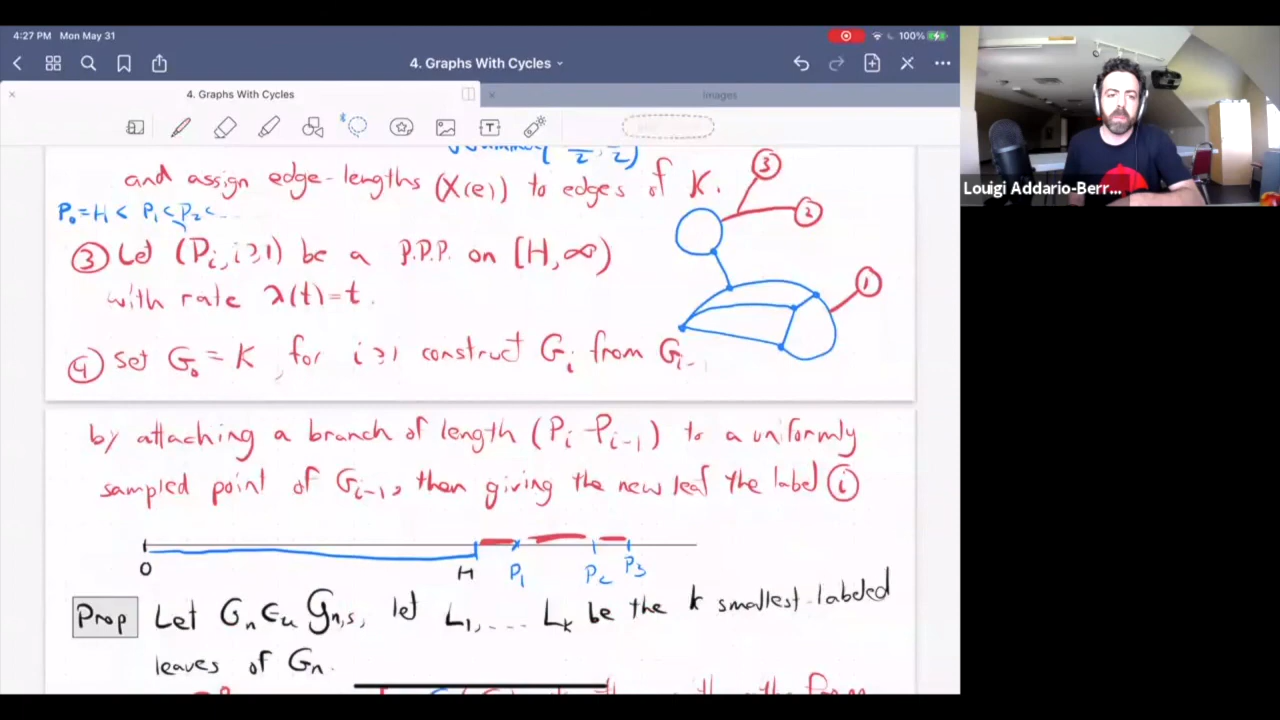 4:27 PM Mon May 31
100%
4. Graphs With Cycles
4. Graphs With Cycles
Images
and assign edge-lengths (X(e)) to edges of K.
P₀=H < P₁ < P₂ < ...
③ Let (Pᵢ, i≥1) be a P.P.P. on [H,∞)
with rate λ(t)=t.
④ Set G₀ = K, for i≥1 construct Gᵢ from Gᵢ₋₁
3
2
1
by attaching a branch of length (Pᵢ - Pᵢ₋₁) to a uniformly
sampled point of Gᵢ₋₁, then giving the new leaf the label ⓘ
0 H P₁ P₂ P₃
Prop Let Gₙ ∈ᵤ 𝒢ₙ,ₛ, let L₁,.... Lₖ be the k smallest-labeled
leaves of Gₙ.
Louigi Addario-Berr...